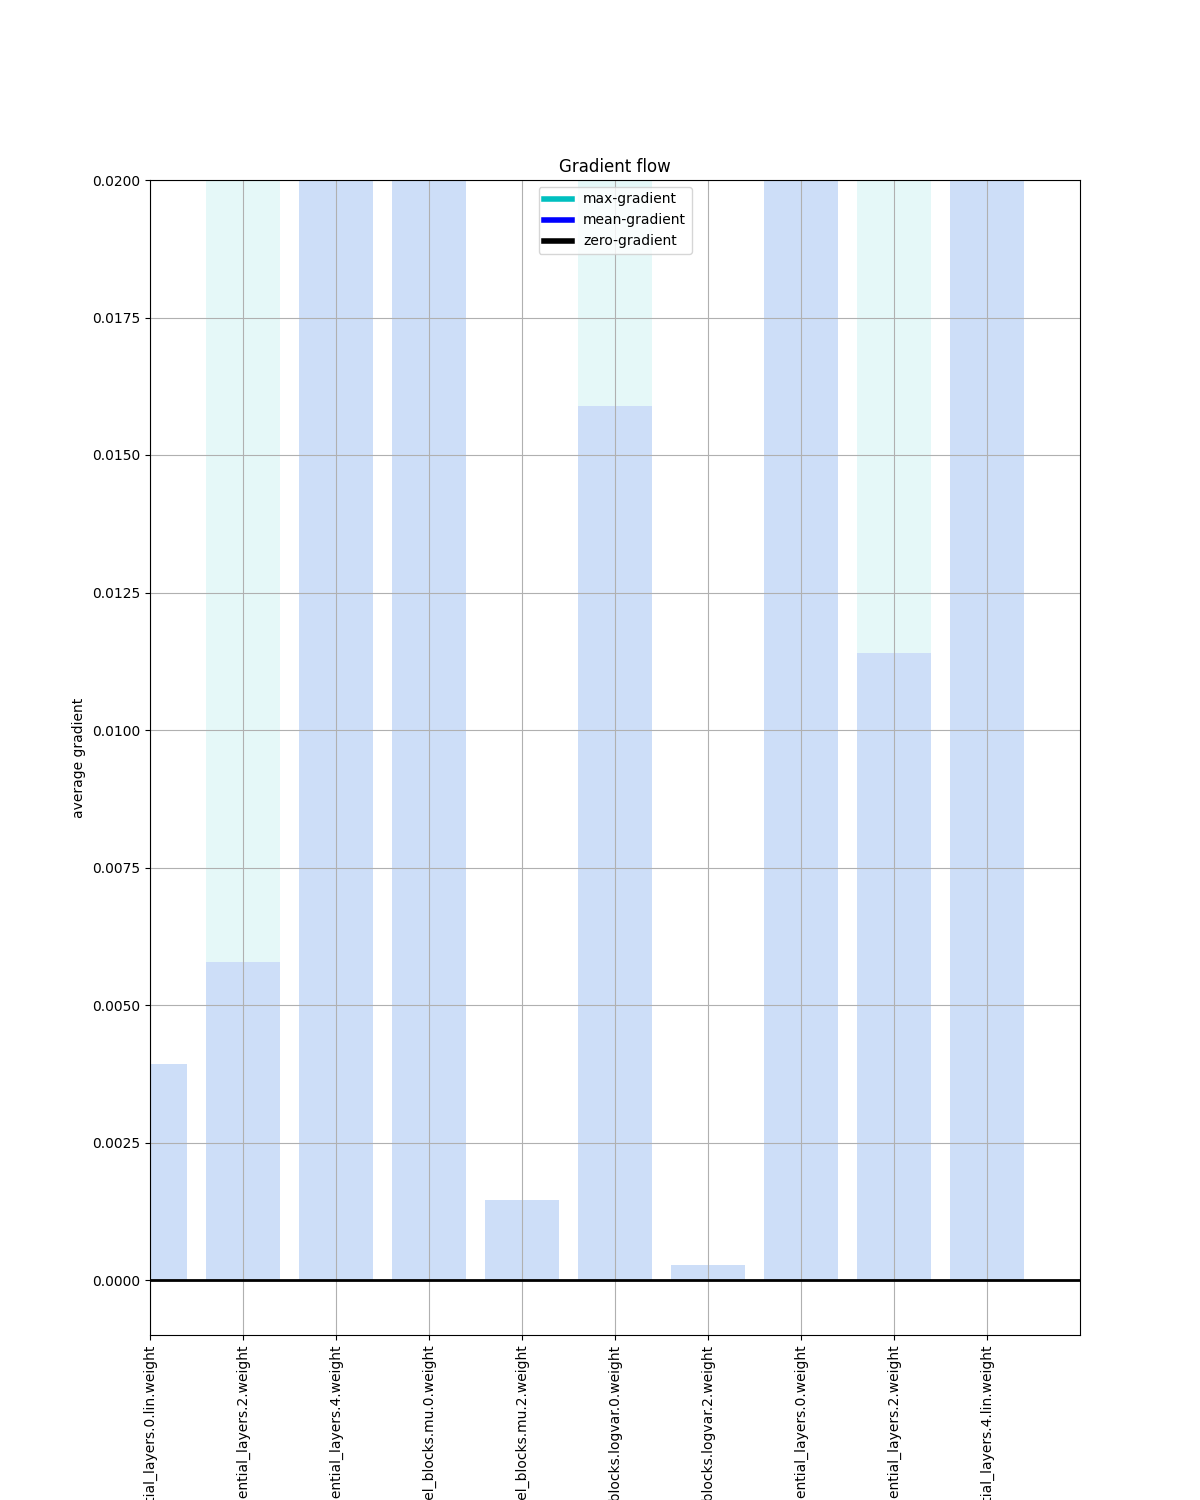 Gradient flow
max-gradient
mean-gradient
zero-gradient
0.0200
0.0175
0.0150
0.0125
0.0100
0.0075
0.0050
0.0025
0.0000
average gradient
tial_layers.0.lin.weight
ential_layers.2.weight
ential_layers.4.weight
el_blocks.mu.0.weight
el_blocks.mu.2.weight
blocks.logvar.0.weight
blocks.logvar.2.weight
ential_layers.0.weight
ential_layers.2.weight
tial_layers.4.lin.weight